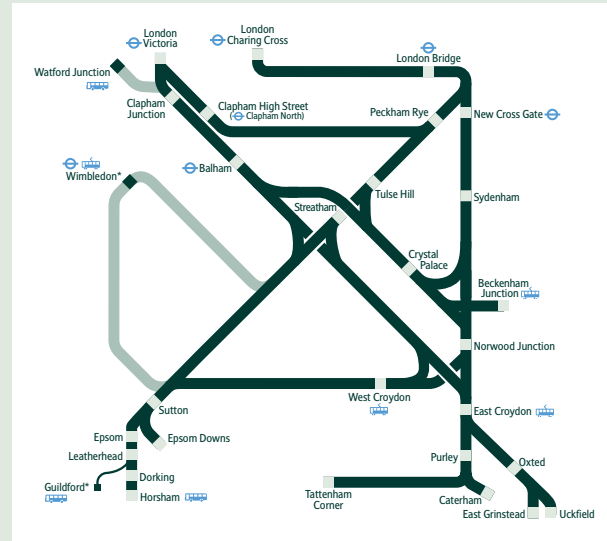 London
Victoria
London
Charing Cross
London Bridge
Watford Junction
Clapham
Junction
Clapham High Street
( Clapham North)
Peckham Rye
New Cross Gate
Balham
Wimbledon*
Tulse Hill
Sydenham
Streatham
Crystal
Palace
Beckenham
Junction
Norwood Junction
West Croydon
East Croydon
Sutton
Epsom
Epsom Downs
Leatherhead
Purley
Oxted
Dorking
Guildford*
Horsham
Tattenham
Corner
Caterham
East Grinstead
Uckfield